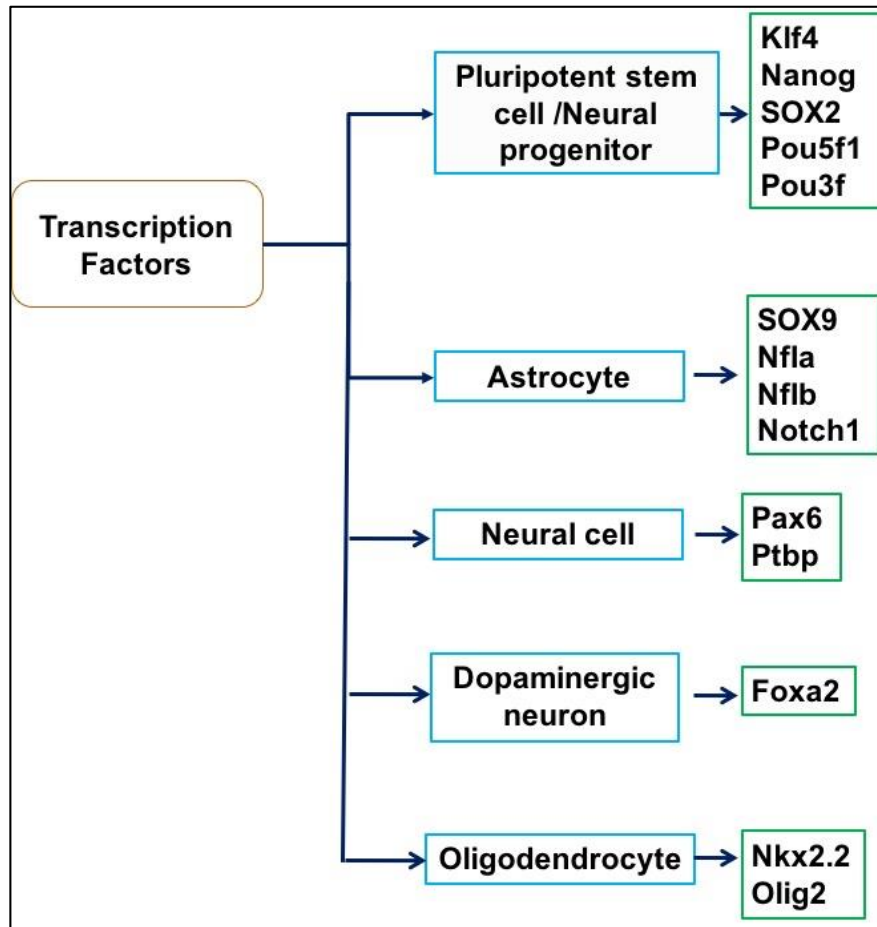 Transcription
Factors
Pluripotent stem
cell /Neural
progenitor
Klf4
Nanog
SOX2
Pou5f1
Pou3f
Astrocyte
SOX9
Nfla
Nflb
Notch1
Neural cell
Pax6
Ptbp
Dopaminergic
neuron
Foxa2
Oligodendrocyte
Nkx2.2
Olig2